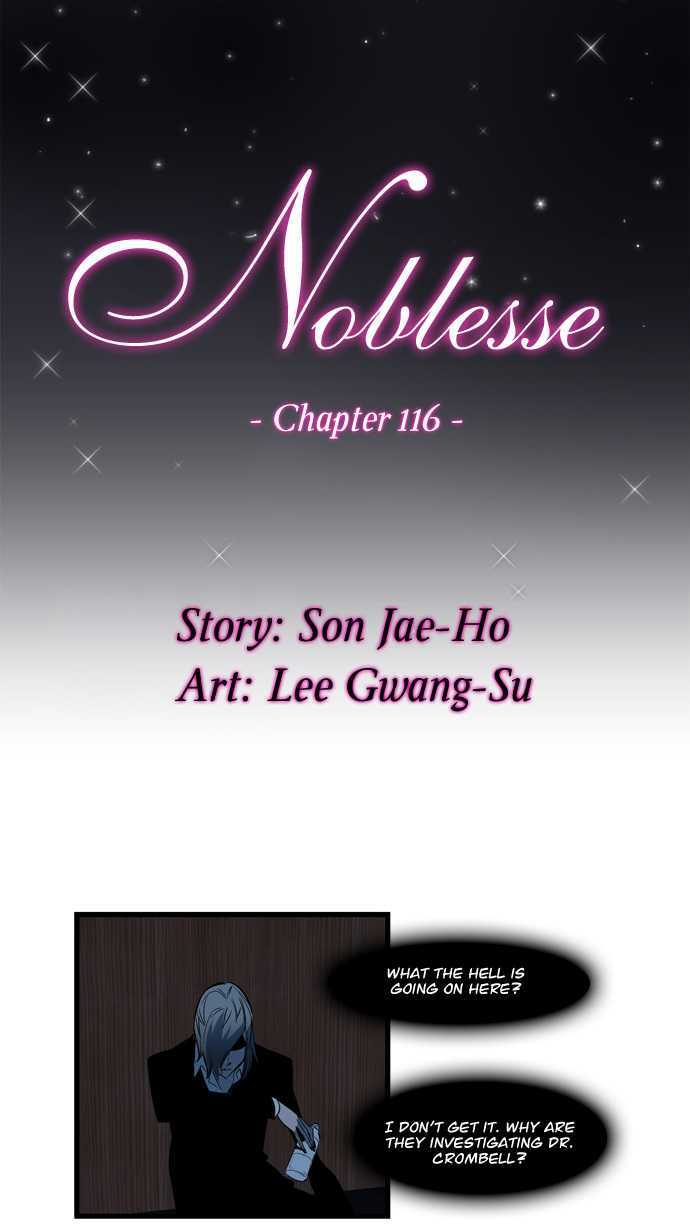 Noblesse
- Chapter 116 -
Story: Son Jae-Ho
Art: Lee Gwang-Su
WHAT THE HELL IS
GOING ON HERE?
I DON'T GET IT. WHY ARE
THEY INVESTIGATING DR.
CROMBELL?